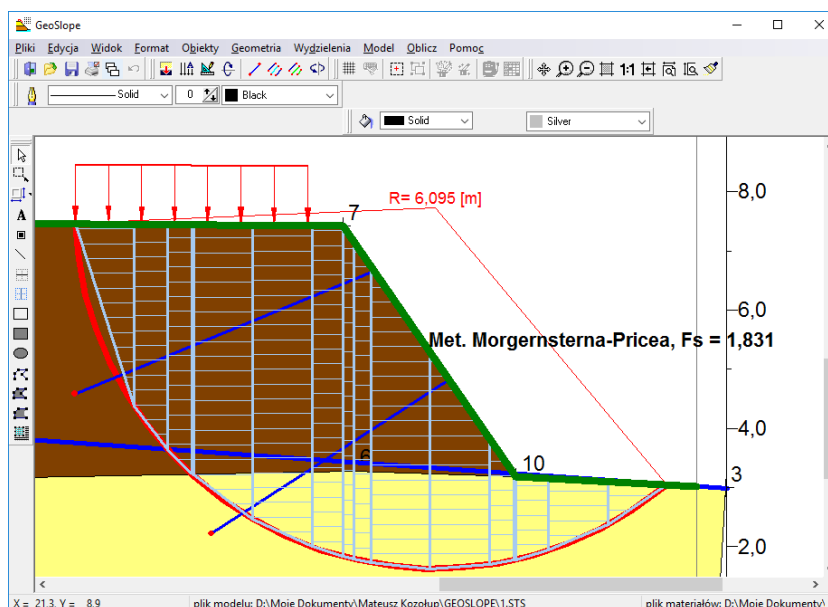 GeoSlope
Pliki Edycja Widok Format Obiekty Geometria Wydzielenia Model Oblicz Pomoc
1:1
Solid 0 Black
Solid Silver
A
R= 6,095 [m]
7
8,0
6,0
Met. Morgernsterna-Pricea, Fs = 1,831
4,0
6
10
3
2,0
X = 21.3, Y = 8.9 plik modelu: D:\Moje Dokumenty\Mateusz Kozołup\GEOSLOPE\1.STS plik materiałów: D:\Moje Dokumenty\